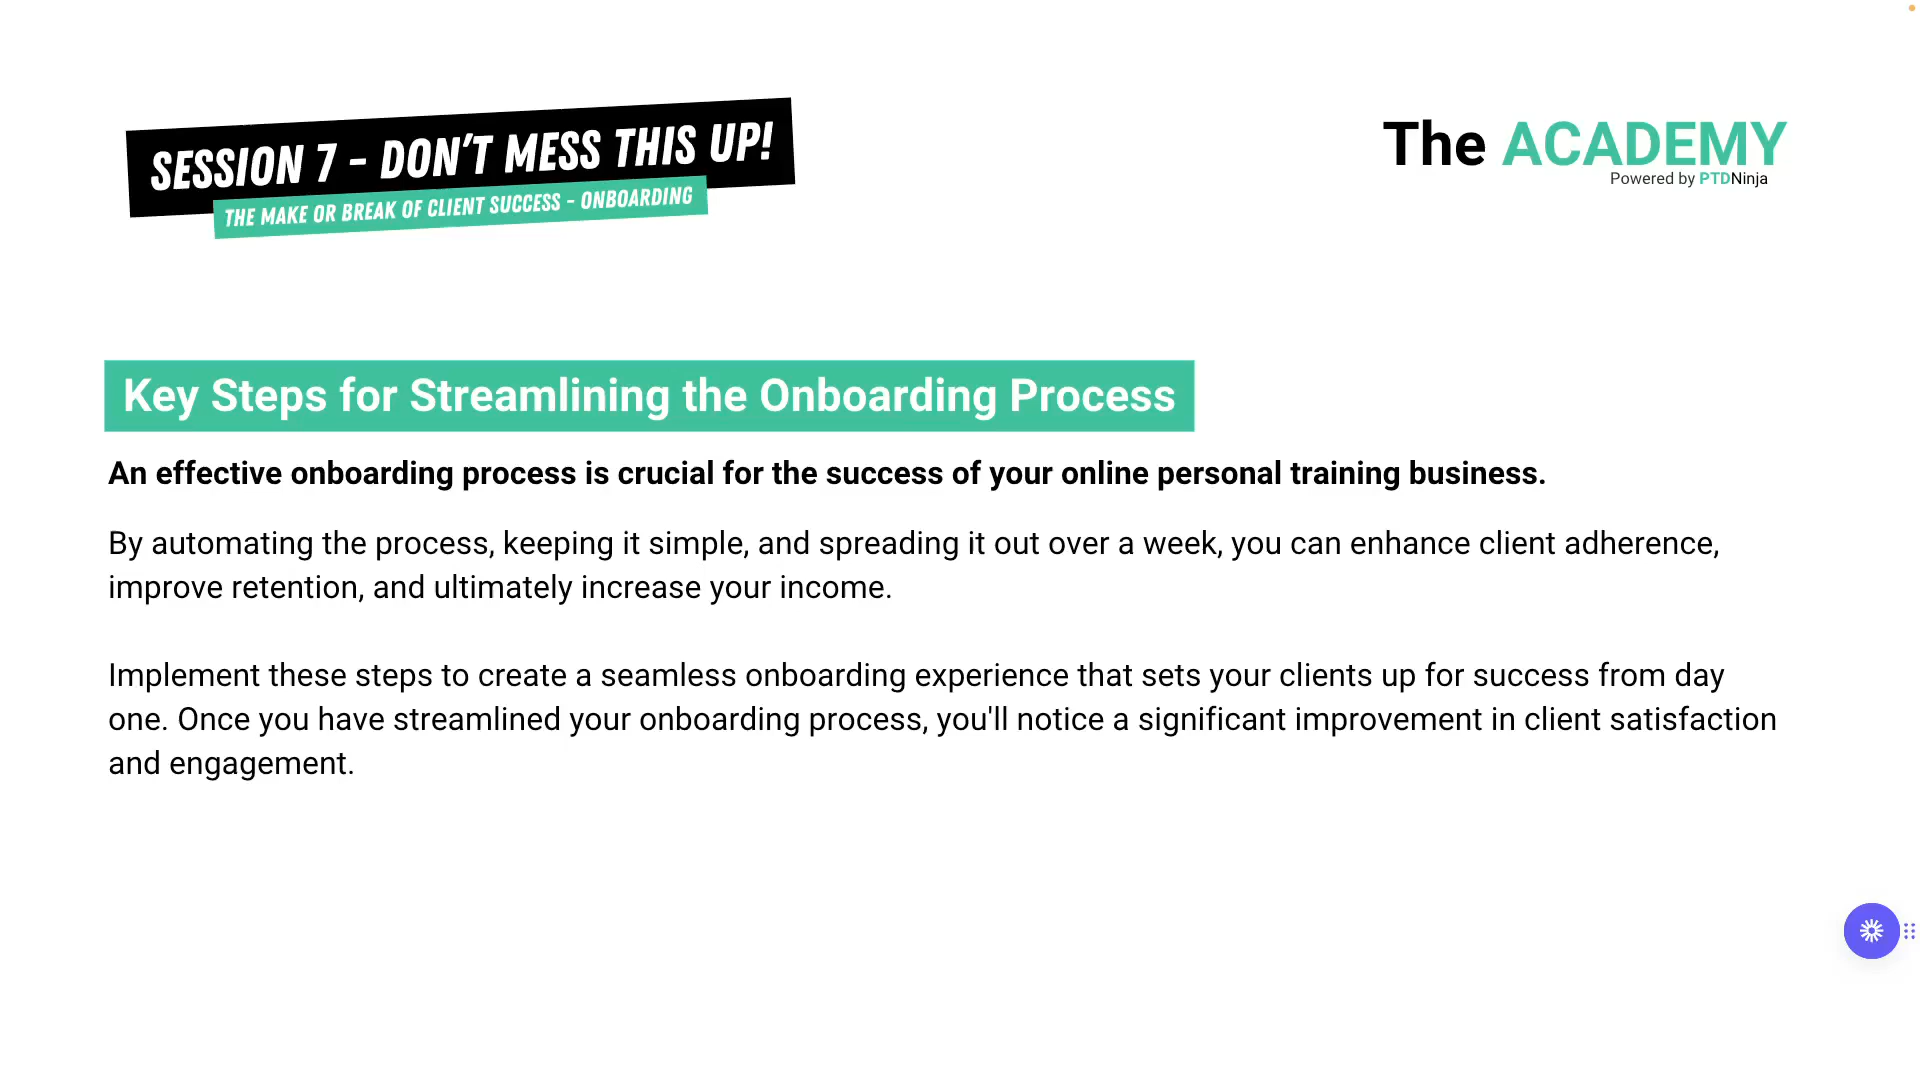 SESSION 7 - DON'T MESS THIS UP!
THE MAKE OR BREAK OF CLIENT SUCCESS - ONBOARDING
The ACADEMY
Powered by PTDNinja
Key Steps for Streamlining the Onboarding Process
An effective onboarding process is crucial for the success of your online personal training business.
By automating the process, keeping it simple, and spreading it out over a week, you can enhance client adherence,
improve retention, and ultimately increase your income.
Implement these steps to create a seamless onboarding experience that sets your clients up for success from day
one. Once you have streamlined your onboarding process, you'll notice a significant improvement in client satisfaction
and engagement.